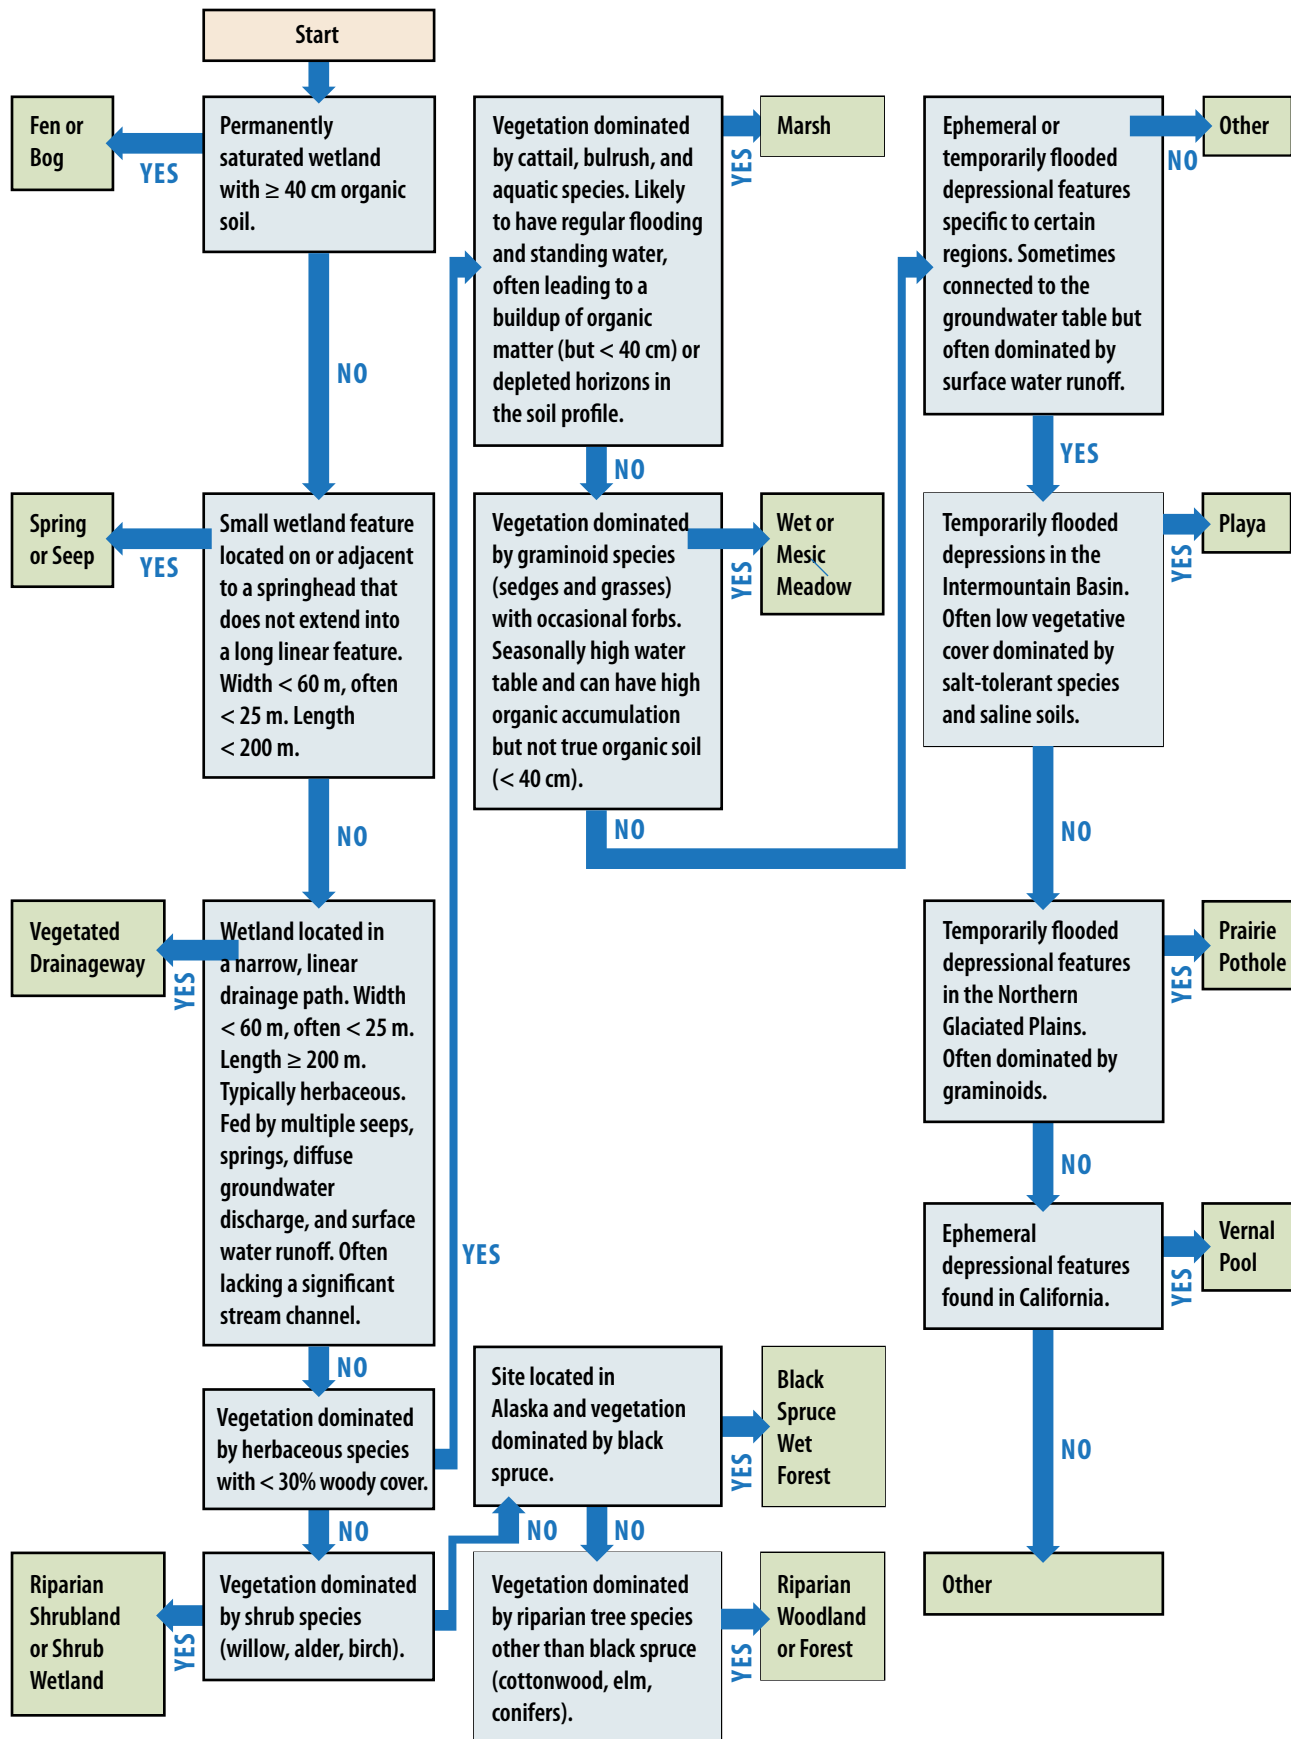 Start
Fen or
Bog
YES
Permanently
saturated wetland
with ≥ 40 cm organic
soil.
NO
Spring
or Seep
YES
Small wetland feature
located on or adjacent
to a springhead that
does not extend into
a long linear feature.
Width < 60 m, often
< 25 m. Length
< 200 m.
NO
Vegetated
Drainageway
YES
Wetland located in
a narrow, linear
drainage path. Width
< 60 m, often < 25 m.
Length ≥ 200 m.
Typically herbaceous.
Fed by multiple seeps,
springs, diffuse
groundwater
discharge, and surface
water runoff. Often
lacking a significant
stream channel.
NO
Vegetation dominated
by herbaceous species
with < 30% woody cover.
YES
NO
Riparian
Shrubland
or Shrub
Wetland
YES
Vegetation dominated
by shrub species
(willow, alder, birch).
NO
Vegetation dominated
by cattail, bulrush, and
aquatic species. Likely
to have regular flooding
and standing water,
often leading to a
buildup of organic
matter (but < 40 cm) or
depleted horizons in
the soil profile.
YES
Marsh
NO
Vegetation dominated
by graminoid species
(sedges and grasses)
with occasional forbs.
Seasonally high water
table and can have high
organic accumulation
but not true organic soil
(< 40 cm).
YES
Wet or
Mesic
Meadow
NO
Site located in
Alaska and vegetation
dominated by black
spruce.
YES
Black
Spruce
Wet
Forest
NO
Vegetation dominated
by riparian tree species
other than black spruce
(cottonwood, elm,
conifers).
YES
Riparian
Woodland
or Forest
Ephemeral or
temporarily flooded
depressional features
specific to certain
regions. Sometimes
connected to the
groundwater table but
often dominated by
surface water runoff.
NO
Other
YES
Temporarily flooded
depressions in the
Intermountain Basin.
Often low vegetative
cover dominated by
salt-tolerant species
and saline soils.
YES
Playa
NO
Temporarily flooded
depressional features
in the Northern
Glaciated Plains.
Often dominated by
graminoids.
YES
Prairie
Pothole
NO
Ephemeral
depressional features
found in California.
YES
Vernal
Pool
NO
Other